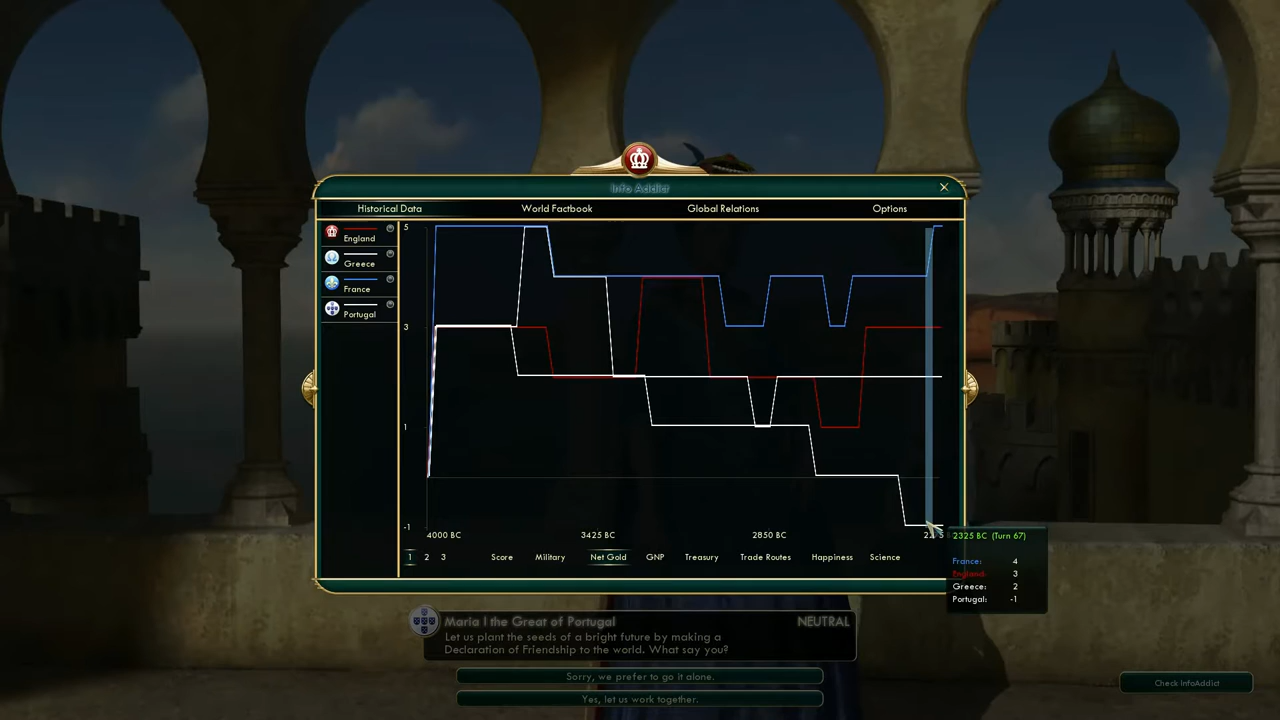 Info Addict
Historical Data World Factbook Global Relations Options
England
Greece
France
Portugal
5
3
1
-1
4000 BC 3425 BC 2850 BC
1 2 3 Score Military Net Gold GNP Treasury Trade Routes Happiness Science
2325 BC (Turn 67)
France: 4
England: 3
Greece: 2
Portugal: -1
Maria I the Great of Portugal NEUTRAL
Let us plant the seeds of a bright future by making a
Declaration of Friendship to the world. What say you?
Sorry, we prefer to go it alone.
Yes, let us work together.
Check InfoAddict